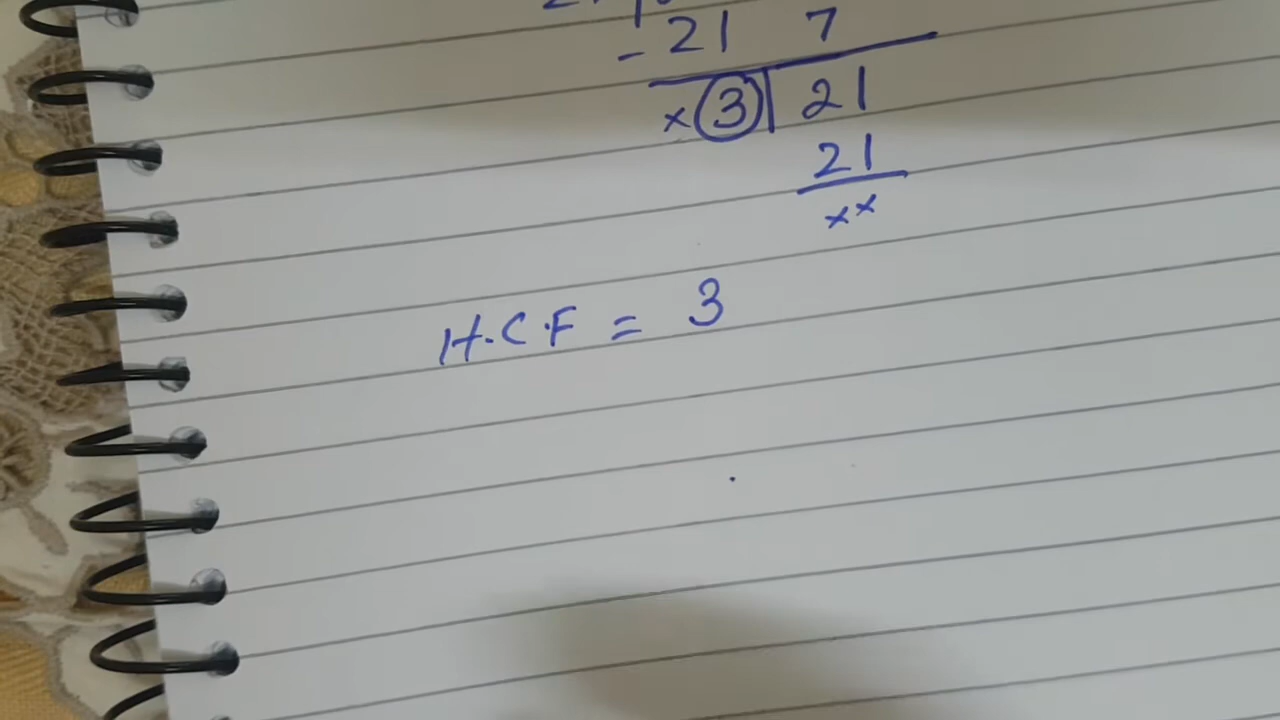 - 21 7
× 3 21
21
××
H.C.F = 3